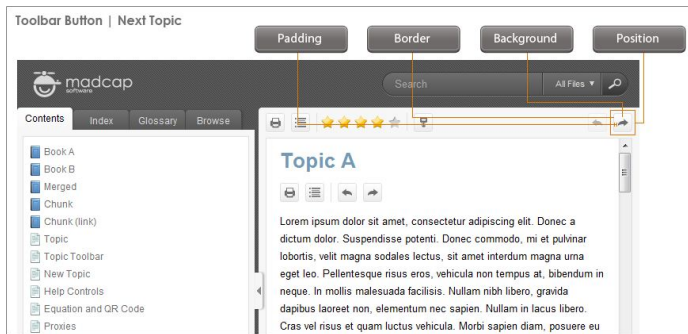 Toolbar Button | Next Topic
Padding
Border
Background
Position
madcap
software
Search
All Files
Contents
Index
Glossary
Browse
Book A
Book B
Merged
Chunk
Chunk (link)
Topic
Topic Toolbar
New Topic
Help Controls
Equation and QR Code
Proxies
Topic A
Lorem ipsum dolor sit amet, consectetur adipiscing elit. Donec a
dictum dolor. Suspendisse potenti. Donec commodo, mi et pulvinar
lobortis, velit magna sodales lectus, sit amet interdum magna urna
eget leo. Pellentesque risus eros, vehicula non tempus at, bibendum in
neque. In mollis malesuada facilisis. Nullam nibh libero, gravida
dapibus laoreet non, elementum nec sapien. Nullam in lacus libero.
Cras vel risus et quam luctus vehicula. Morbi sapien diam, posuere eu